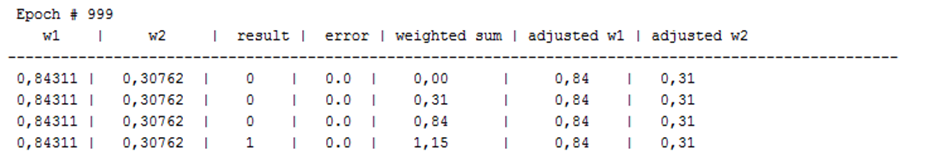 Epoch # 999
w1 | w2 | result | error | weighted sum | adjusted w1 | adjusted w2
------------------------------------------------------------------------------------------
0,84311 | 0,30762 | 0 | 0.0 | 0,00 | 0,84 | 0,31
0,84311 | 0,30762 | 0 | 0.0 | 0,31 | 0,84 | 0,31
0,84311 | 0,30762 | 0 | 0.0 | 0,84 | 0,84 | 0,31
0,84311 | 0,30762 | 1 | 0.0 | 1,15 | 0,84 | 0,31